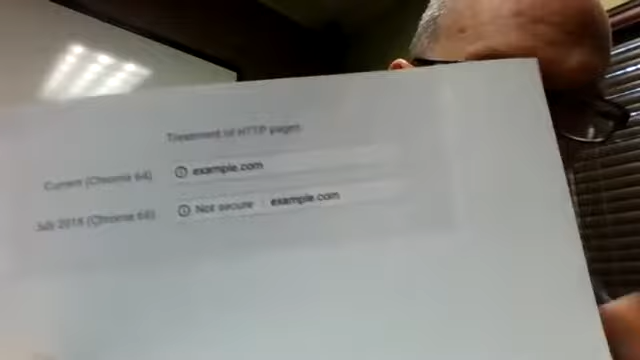 Treatment of HTTP pages
Current (Chrome 64)
example.com
July 2018 (Chrome 68)
Not secure | example.com